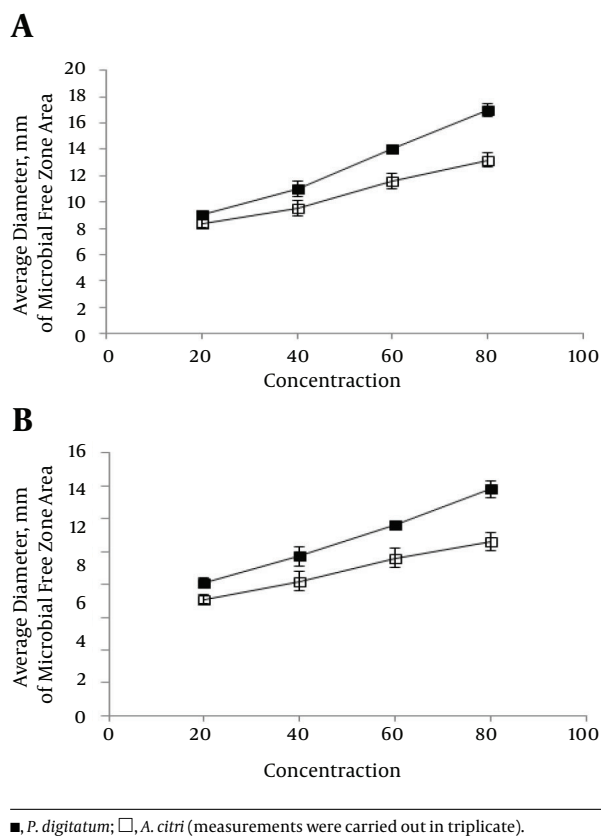 A
Average Diameter, mm
of Microbial Free Zone Area
20
18
16
14
12
10
8
6
4
2
0
0 20 40 60 80 100
Concentraction
B
Average Diameter, mm
of Microbial Free Zone Area
16
14
12
8
6
4
2
0
0 20 40 60 80 100
Concentraction
■, P. digitatum; □, A. citri (measurements were carried out in triplicate).